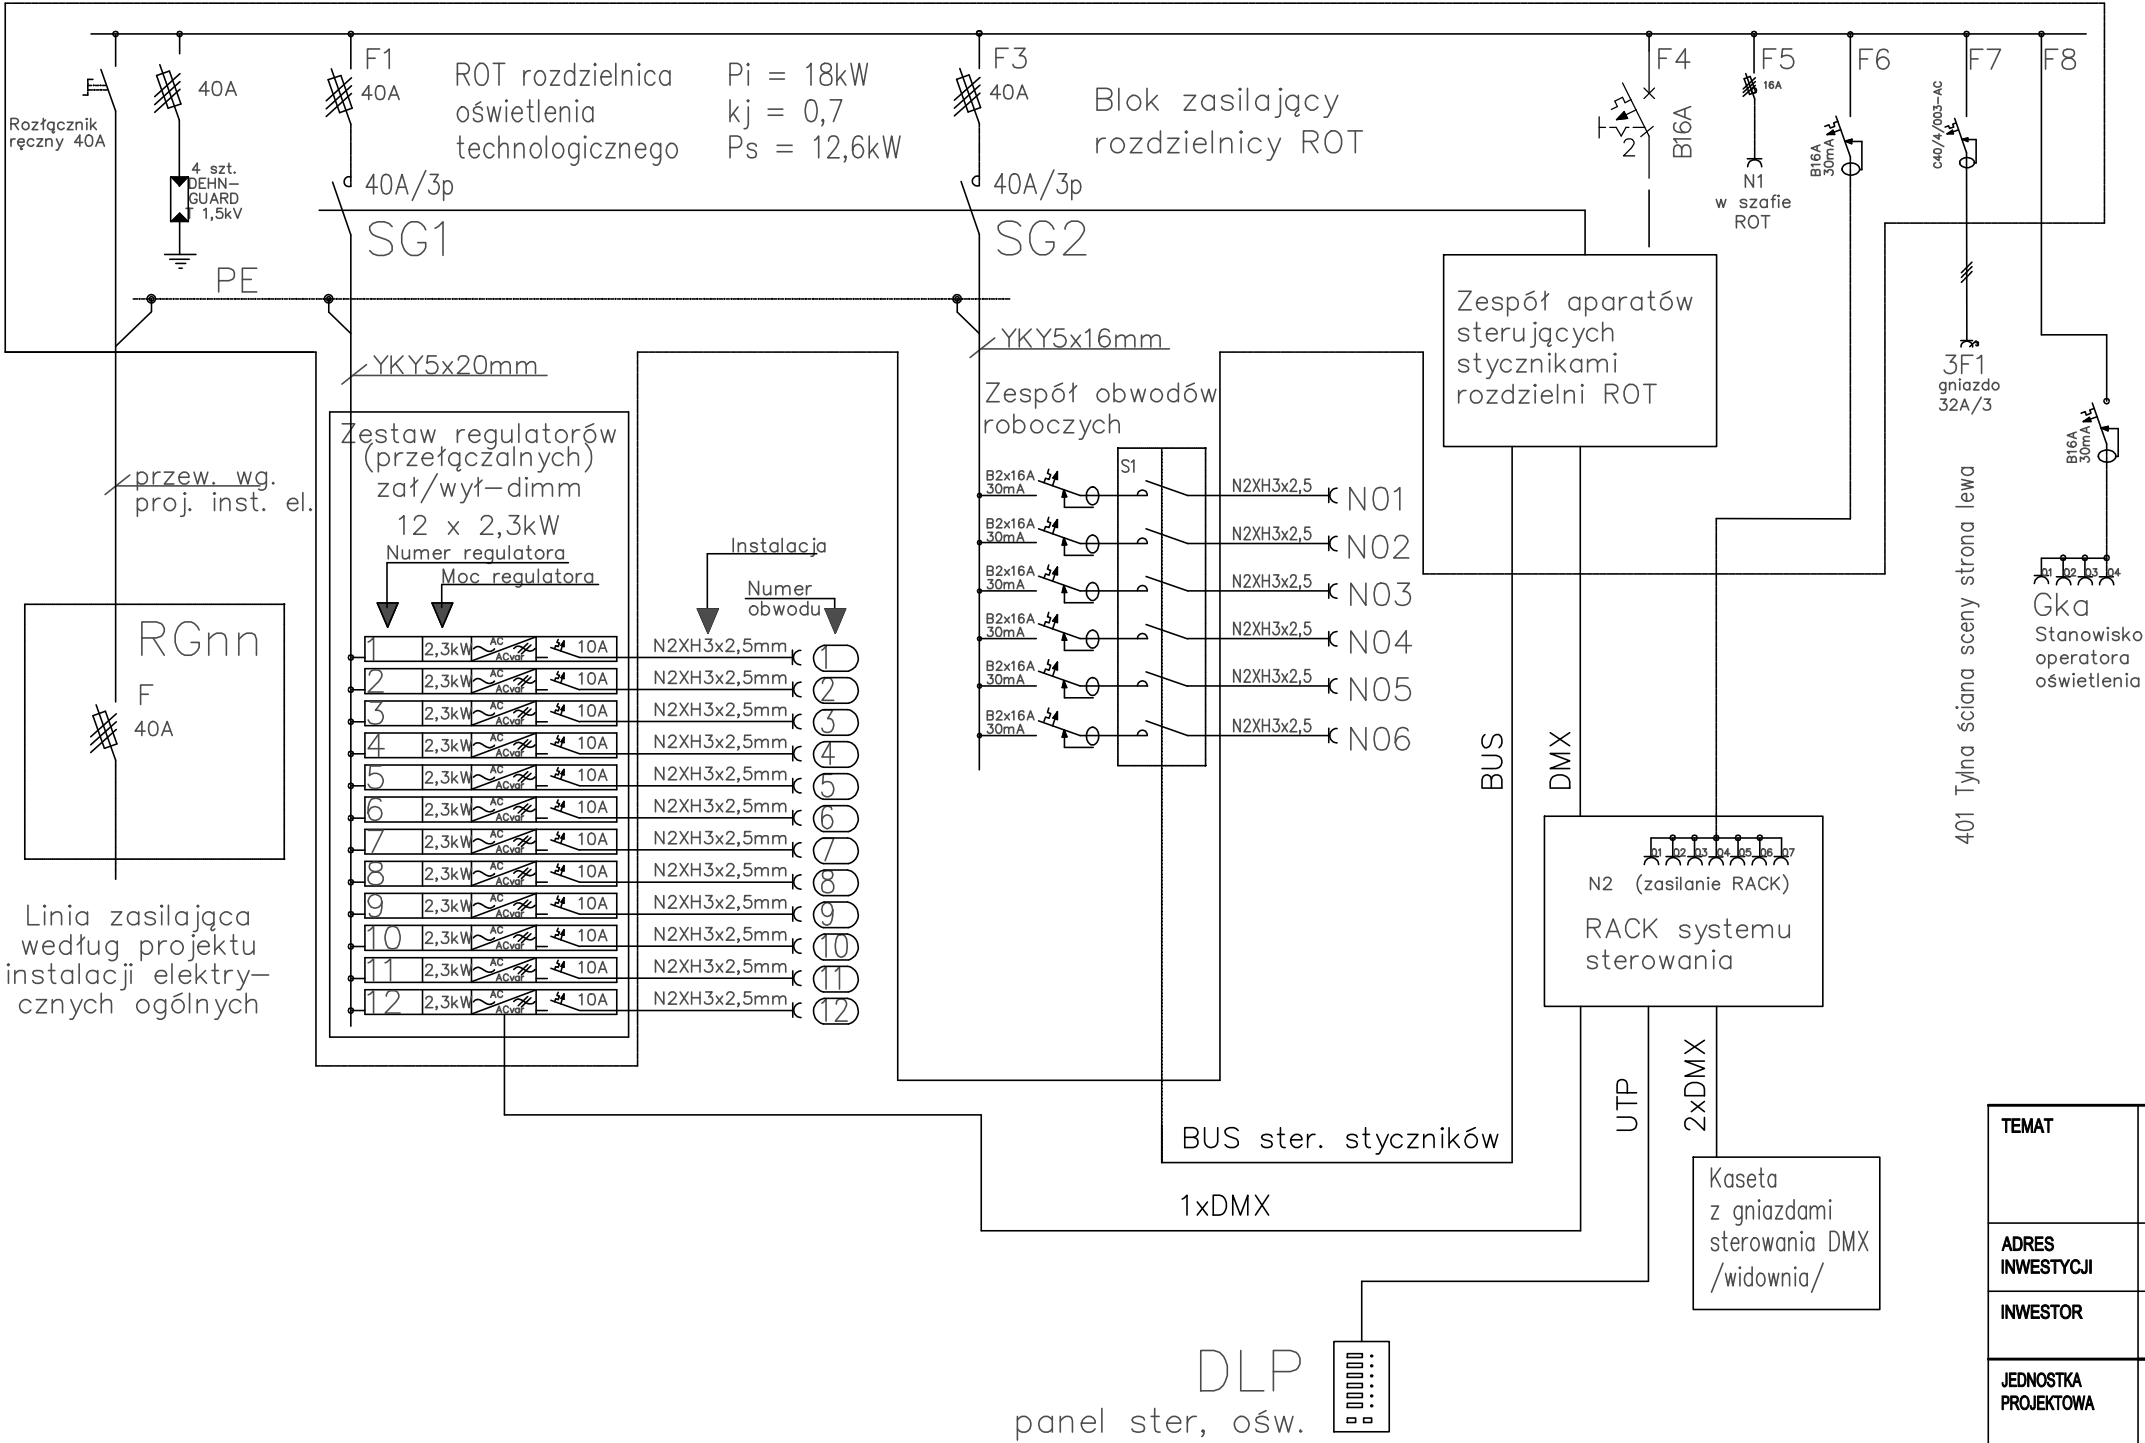 Rozłącznik
ręczny 40A
40A
4 szt.
DEHN-
GUARD
T 1,5kV
F1
40A
ROT rozdzielnica
oświetlenia
technologicznego
Pi = 18kW
kj = 0,7
Ps = 12,6kW
40A/3p
SG1
F3
40A
40A/3p
SG2
Blok zasilający
rozdzielnicy ROT
F4
B16A
2
F5
16A
N1
w szafie
ROT
F6
B16A
30mA
F7
C40/4/003-AC
3F1
gniazdo
32A/3
F8
B16A
30mA
01 02 03 04
Gka
Stanowisko
operatora
oświetlenia
401 Tylna ściana sceny strona lewa
PE
przew. wg.
proj. inst. el.
RGnn
F
40A
Linia zasilająca
według projektu
instalacji elektry-
cznych ogólnych
YKY5x20mm
Zestaw regulatorów
(przełączalnych)
zał/wył-dimm
12 x 2,3kW
Numer regulatora
Moc regulatora
Instalacja
Numer
obwodu
1 2,3kW AC ACvar 10A N2XH3x2,5mm 1
2 2,3kW AC ACvar 10A N2XH3x2,5mm 2
3 2,3kW AC ACvar 10A N2XH3x2,5mm 3
4 2,3kW AC ACvar 10A N2XH3x2,5mm 4
5 2,3kW AC ACvar 10A N2XH3x2,5mm 5
6 2,3kW AC ACvar 10A N2XH3x2,5mm 6
7 2,3kW AC ACvar 10A N2XH3x2,5mm 7
8 2,3kW AC ACvar 10A N2XH3x2,5mm 8
9 2,3kW AC ACvar 10A N2XH3x2,5mm 9
10 2,3kW AC ACvar 10A N2XH3x2,5mm 10
11 2,3kW AC ACvar 10A N2XH3x2,5mm 11
12 2,3kW AC ACvar 10A N2XH3x2,5mm 12
YKY5x16mm
Zespół obwodów
roboczych
S1
B2x16A
30mA
N2XH3x2,5 N01
B2x16A
30mA
N2XH3x2,5 N02
B2x16A
30mA
N2XH3x2,5 N03
B2x16A
30mA
N2XH3x2,5 N04
B2x16A
30mA
N2XH3x2,5 N05
B2x16A
30mA
N2XH3x2,5 N06
Zespół aparatów
sterujących
stycznikami
rozdzielni ROT
BUS
DMX
01 02 03 04 05 06 07
N2 (zasilanie RACK)
RACK systemu
sterowania
UTP
2xDMX
BUS ster. styczników
1xDMX
Kaseta
z gniazdami
sterowania DMX
/widownia/
DLP
panel ster, ośw.
TEMAT
ADRES
INWESTYCJI
INWESTOR
JEDNOSTKA
PROJEKTOWA